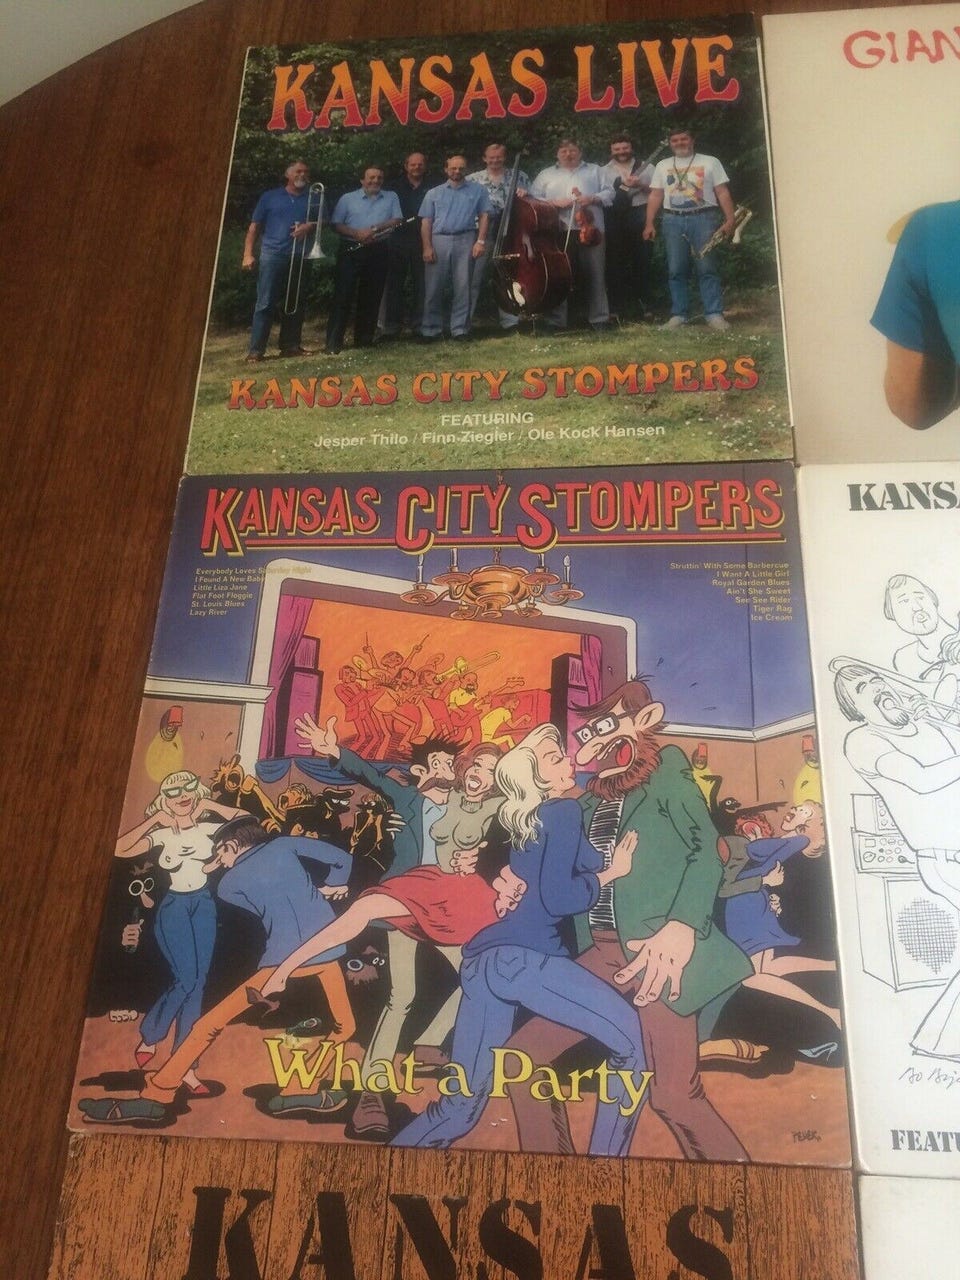 KANSAS LIVE
KANSAS CITY STOMPERS
FEATURING
Jesper Thilo / Finn Ziegler / Ole Kock Hansen
GIAN
KANSAS CITY STOMPERS
Everybody Loves Saturday Night
I Found A New Baby
Little Liza Jane
Flat Foot Floggie
St. Louis Blues
Lazy River
Struttin' With Some Barbercue
I Want A Little Girl
Royal Garden Blues
Ain't She Sweet
See See Rider
Tiger Rag
Ice Cream
What a Party
KANSA
FEATU
KANSAS